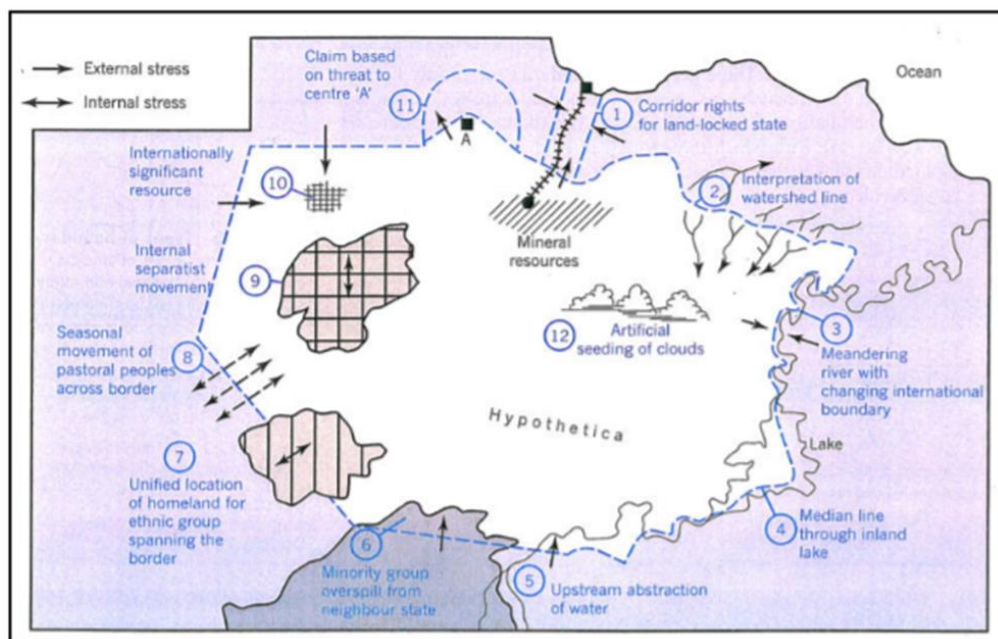 External stress
Internal stress
Claim based
on threat to
centre 'A'
11
A
Ocean
1
Corridor rights
for land-locked state
Internationally
significant
resource
10
2
Interpretation of
watershed line
Mineral
resources
Internal
separatist
movement
9
12
Artificial
seeding of clouds
3
Meandering
river with
changing international
boundary
Seasonal
movement of
pastoral peoples
across border
8
Hypothetica
Lake
7
Unified location
of homeland for
ethnic group
spanning the
border
4
Median line
through inland
lake
6
Minority group
overspill from
neighbour state
5
Upstream abstraction
of water